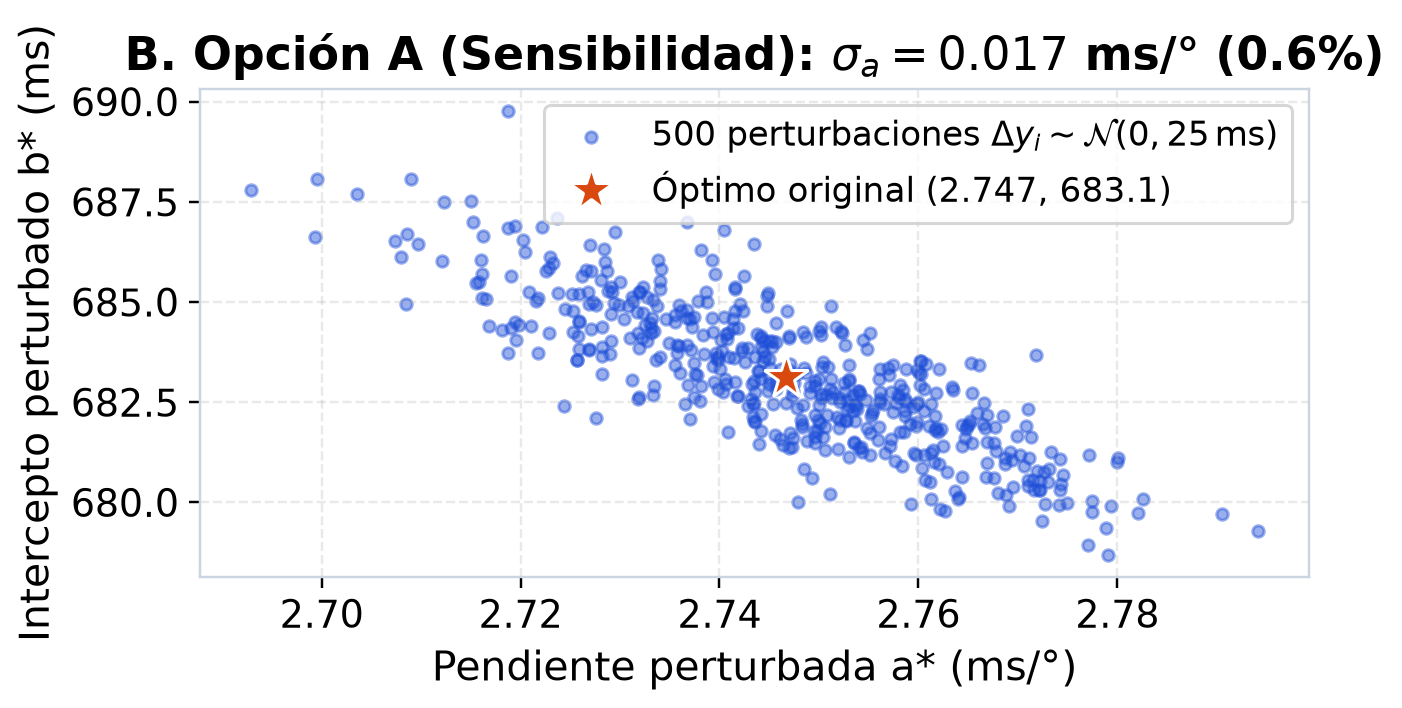 B. Opción A (Sensibilidad): σₐ = 0.017 ms/° (0.6%)
Intercepto perturbado b* (ms)
690.0
687.5
685.0
682.5
680.0
500 perturbaciones Δyᵢ ~ 𝒩(0, 25 ms)
Óptimo original (2.747, 683.1)
2.70 2.72 2.74 2.76 2.78
Pendiente perturbada a* (ms/°)